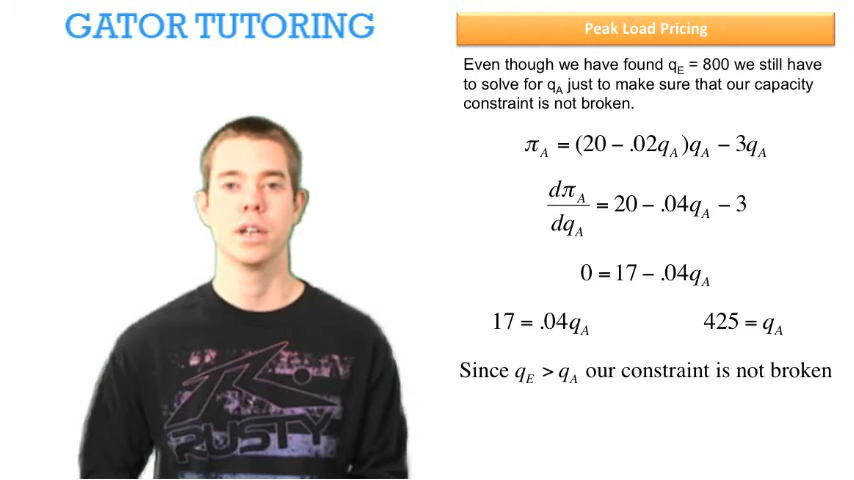 GATOR TUTORING
Peak Load Pricing
Even though we have found qE = 800 we still have
to solve for qA just to make sure that our capacity
constraint is not broken.
πA = (20 − .02qA)qA − 3qA
dπA/dqA = 20 − .04qA − 3
0 = 17 − .04qA
17 = .04qA 425 = qA
Since qE > qA our constraint is not broken
RUSTY